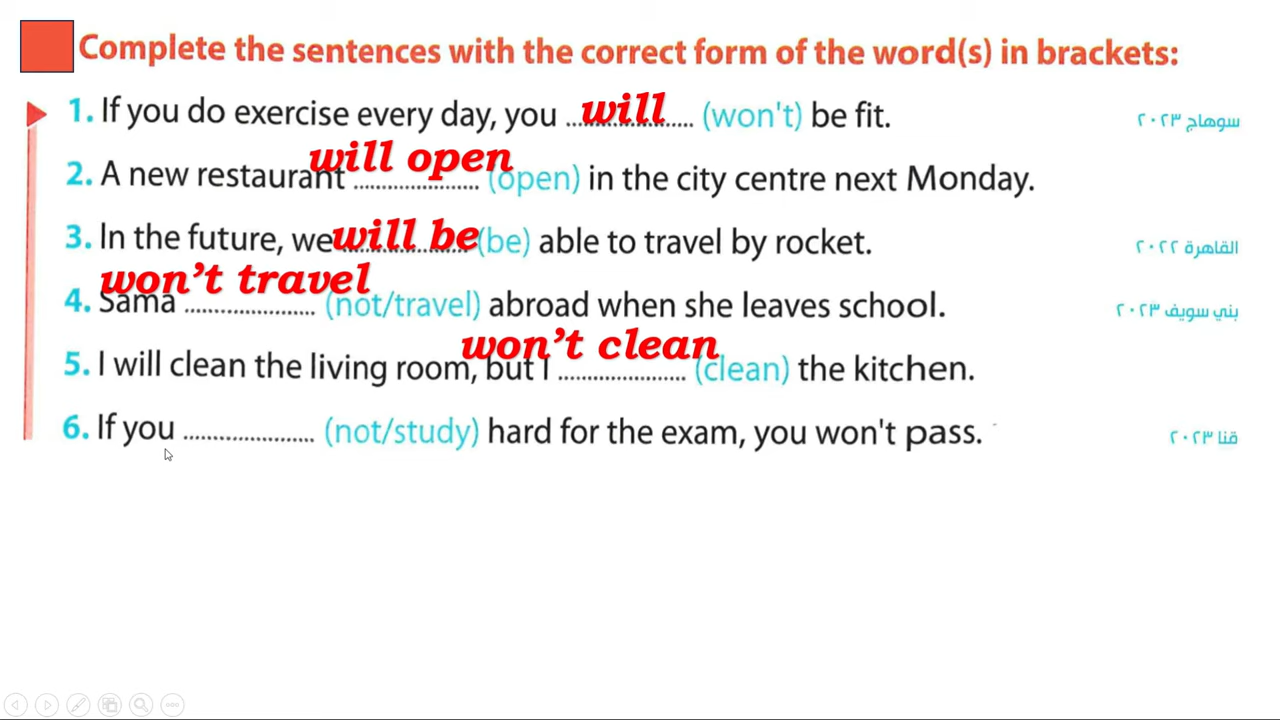 Complete the sentences with the correct form of the word(s) in brackets:
1. If you do exercise every day, you will (won't) be fit. سوهاج ٢٠٢٣
2. A new restaurant will open (open) in the city centre next Monday.
3. In the future, we will be (be) able to travel by rocket. القاهرة ٢٠٢٢
4. Sama won't travel (not/travel) abroad when she leaves school. بني سويف ٢٠٢٣
5. I will clean the living room, but I won't clean (clean) the kitchen.
6. If you ...................... (not/study) hard for the exam, you won't pass. قنا ٢٠٢٣